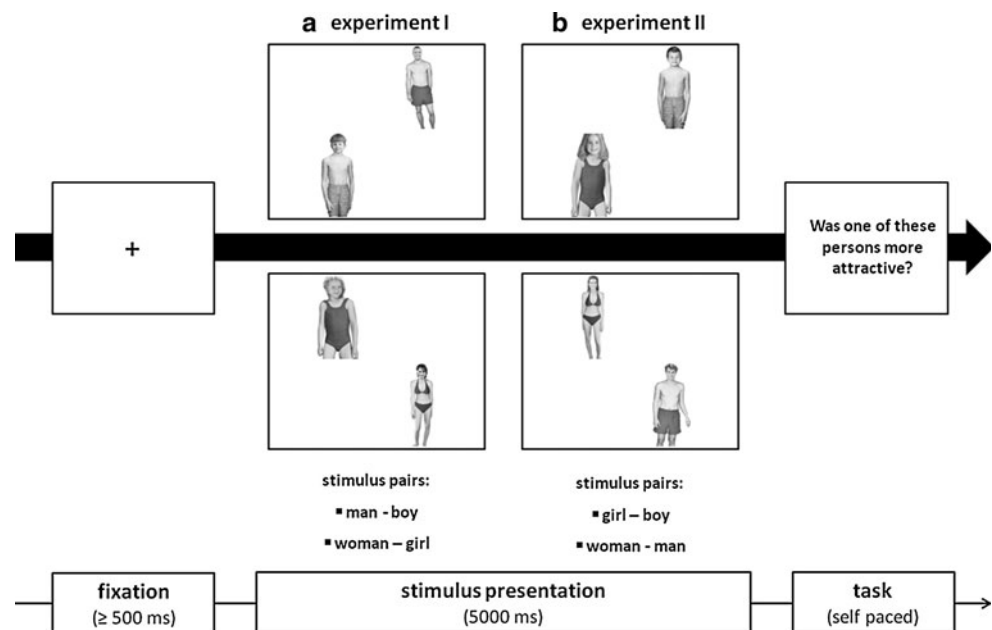 a experiment I
b experiment II
+
Was one of these
persons more
attractive?
stimulus pairs:
▪ man - boy
▪ woman – girl
stimulus pairs:
▪ girl – boy
▪ woman - man
fixation
(≥ 500 ms)
stimulus presentation
(5000 ms)
task
(self paced)